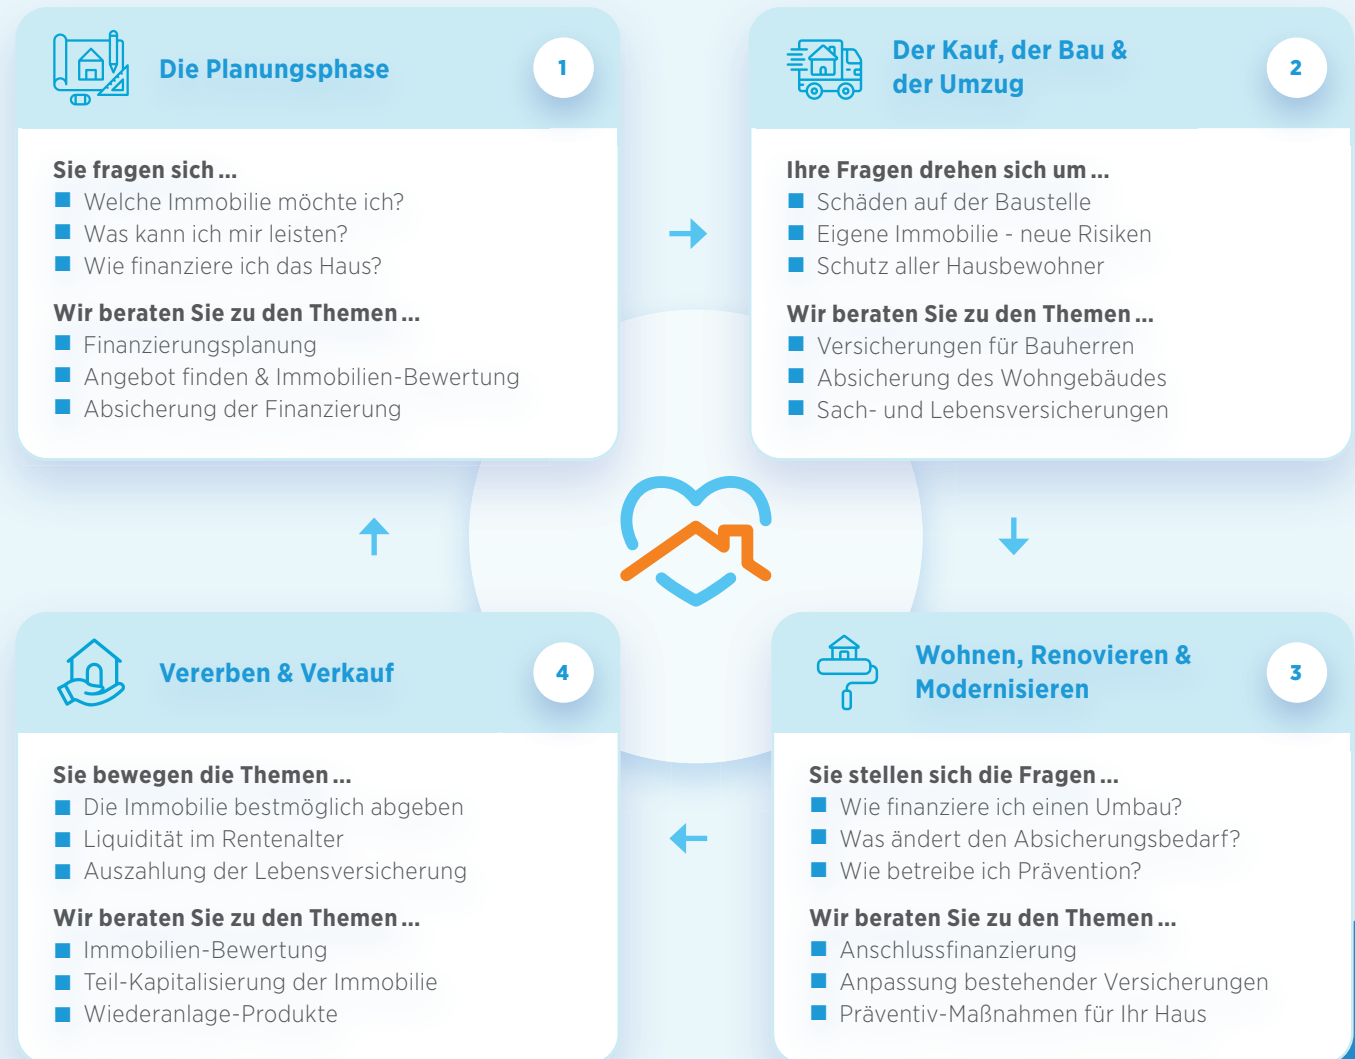 Die Planungsphase
1
Sie fragen sich ...
Welche Immobilie möchte ich?
Was kann ich mir leisten?
Wie finanziere ich das Haus?
Wir beraten Sie zu den Themen ...
Finanzierungsplanung
Angebot finden & Immobilien-Bewertung
Absicherung der Finanzierung
Der Kauf, der Bau &
der Umzug
2
Ihre Fragen drehen sich um ...
Schäden auf der Baustelle
Eigene Immobilie - neue Risiken
Schutz aller Hausbewohner
Wir beraten Sie zu den Themen ...
Versicherungen für Bauherren
Absicherung des Wohngebäudes
Sach- und Lebensversicherungen
Wohnen, Renovieren &
Modernisieren
3
Sie stellen sich die Fragen ...
Wie finanziere ich einen Umbau?
Was ändert den Absicherungsbedarf?
Wie betreibe ich Prävention?
Wir beraten Sie zu den Themen ...
Anschlussfinanzierung
Anpassung bestehender Versicherungen
Präventiv-Maßnahmen für Ihr Haus
Vererben & Verkauf
4
Sie bewegen die Themen ...
Die Immobilie bestmöglich abgeben
Liquidität im Rentenalter
Auszahlung der Lebensversicherung
Wir beraten Sie zu den Themen ...
Immobilien-Bewertung
Teil-Kapitalisierung der Immobilie
Wiederanlage-Produkte